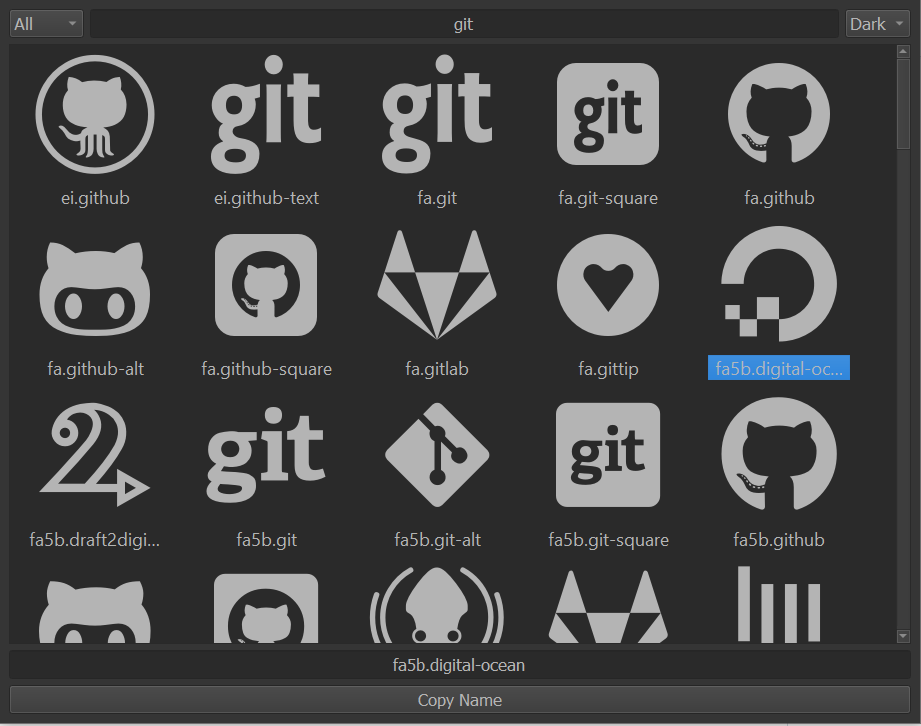 All git Dark
git git git
ei.github ei.github-text fa.git fa.git-square fa.github
fa.github-alt fa.github-square fa.gitlab fa.gittip fa5b.digital-oc...
git git
fa5b.draft2digi... fa5b.git fa5b.git-alt fa5b.git-square fa5b.github
fa5b.digital-ocean
Copy Name